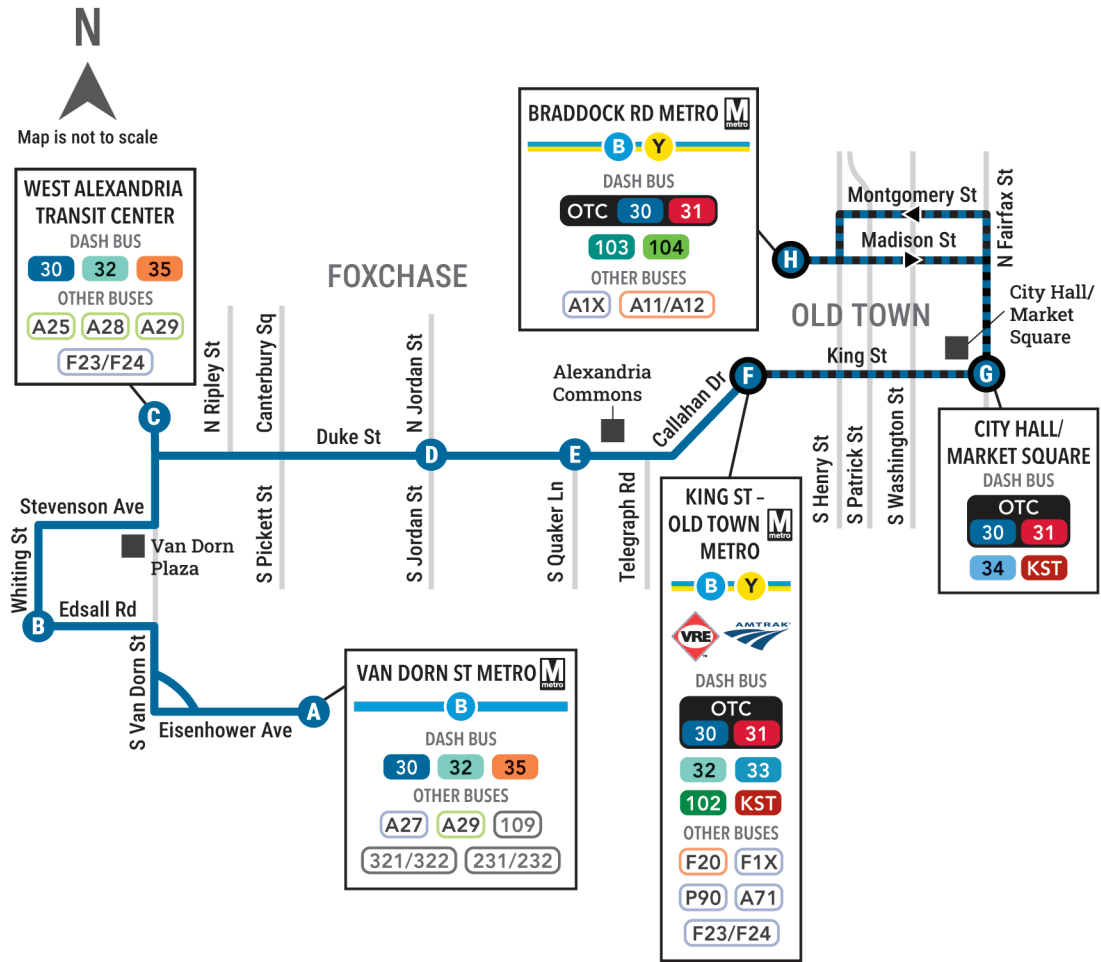 N
Map is not to scale
WEST ALEXANDRIA
TRANSIT CENTER
DASH BUS
30 32 35
OTHER BUSES
A25 A28 A29
F23/F24
C
BRADDOCK RD METRO M
metro
B Y
DASH BUS
OTC 30 31
103 104
OTHER BUSES
A1X A11/A12
H
Montgomery St
Madison St
N Fairfax St
OLD TOWN
City Hall/
Market
Square
King St
G
F
FOXCHASE
N Ripley St
Canterbury Sq
N Jordan St
Alexandria
Commons
Callahan Dr
Duke St
D
E
S Henry St
S Patrick St
S Washington St
CITY HALL/
MARKET SQUARE
DASH BUS
OTC
30 31
34 KST
Stevenson Ave
Van Dorn
Plaza
Whiting St
S Pickett St
S Jordan St
S Quaker Ln
Telegraph Rd
B
Edsall Rd
S Van Dorn St
Eisenhower Ave
A
VAN DORN ST METRO M
metro
B
DASH BUS
30 32 35
OTHER BUSES
A27 A29 109
321/322 231/232
KING ST –
OLD TOWN
METRO
M
metro
B Y
VRE AMTRAK
DASH BUS
OTC
30 31
32 33
102 KST
OTHER BUSES
F20 F1X
P90 A71
F23/F24